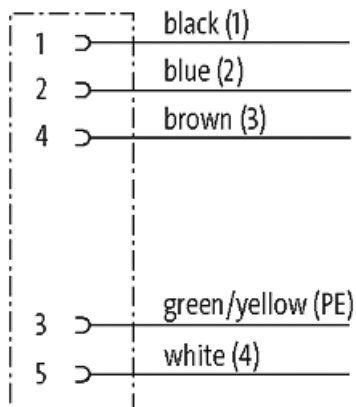 1 black (1)
2 blue (2)
4 brown (3)
3 green/yellow (PE)
5 white (4)